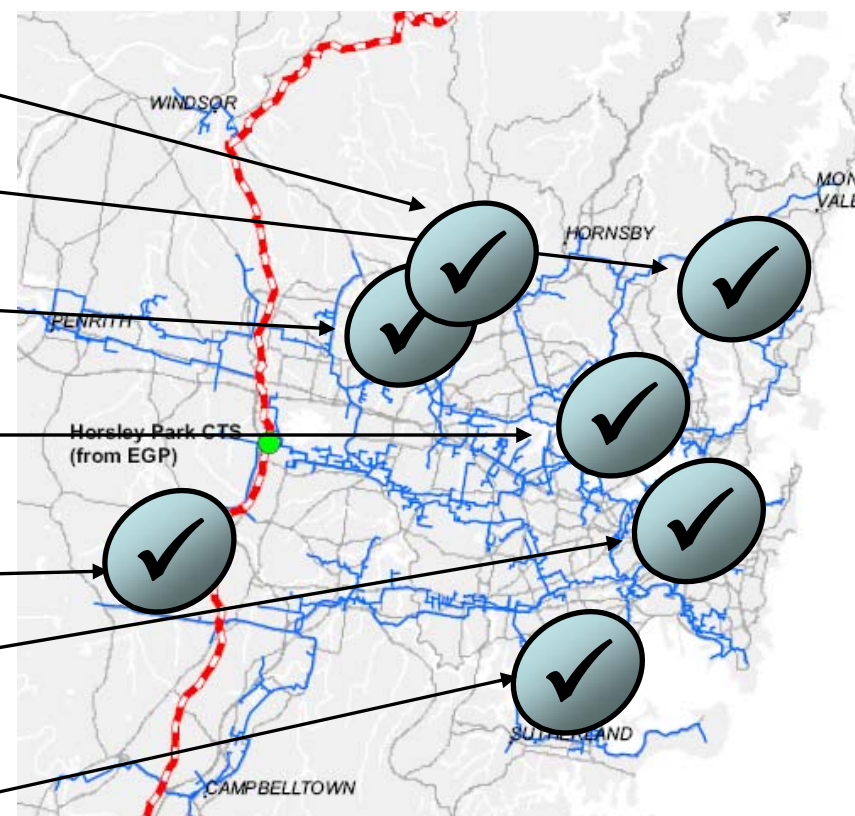 WINDSOR
MON
VALE
HORNSBY
PENRITH
Horsley Park CTS
(from EGP)
SUTHERLAND
CAMPBELLTOWN